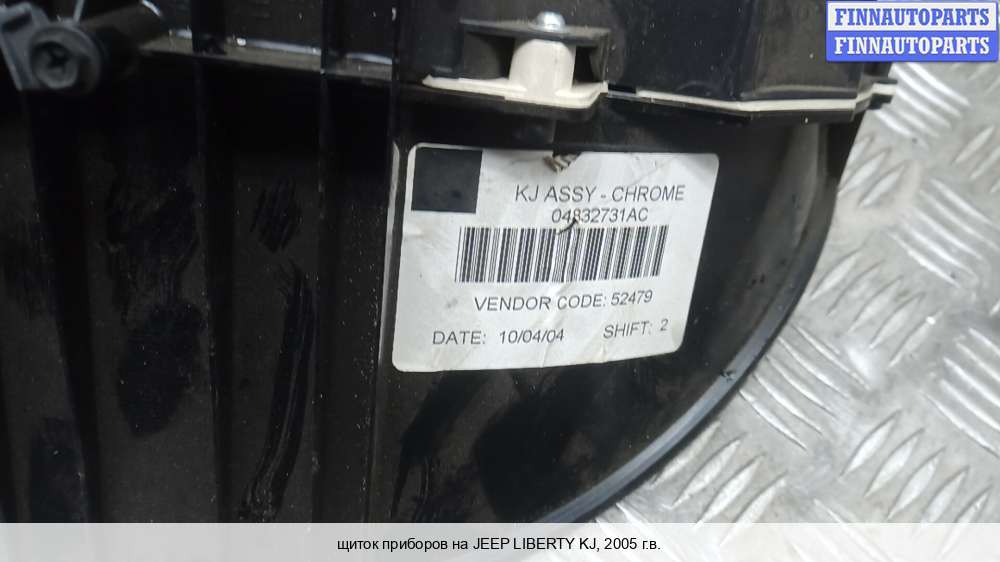 FINNAUTOPARTS
FINNAUTOPARTS
KJ ASSY - CHROME
04832731AC
VENDOR CODE: 52479
DATE: 10/04/04 SHIFT: 2
щиток приборов на JEEP LIBERTY KJ, 2005 г.в.